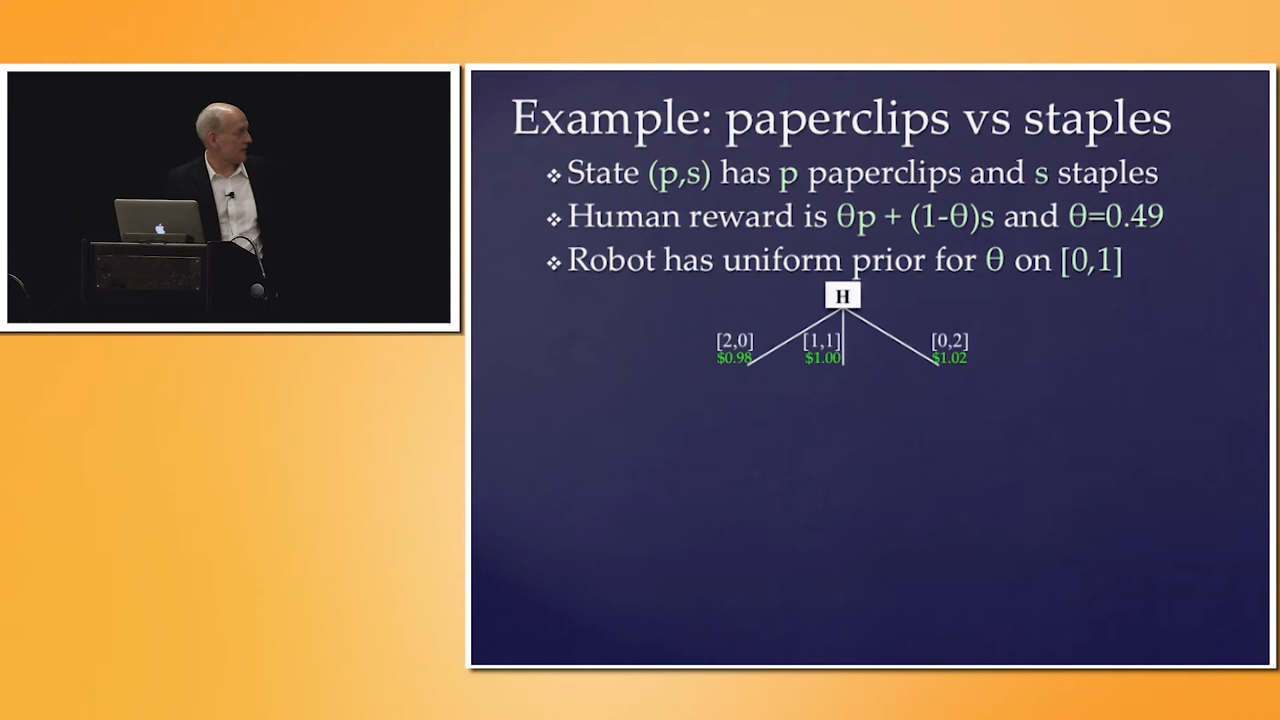 Example: paperclips vs staples
❖ State (p,s) has p paperclips and s staples
❖ Human reward is θp + (1-θ)s and θ=0.49
❖ Robot has uniform prior for θ on [0,1]
H
[2,0] [1,1] [0,2]
$0.98 $1.00 $1.02